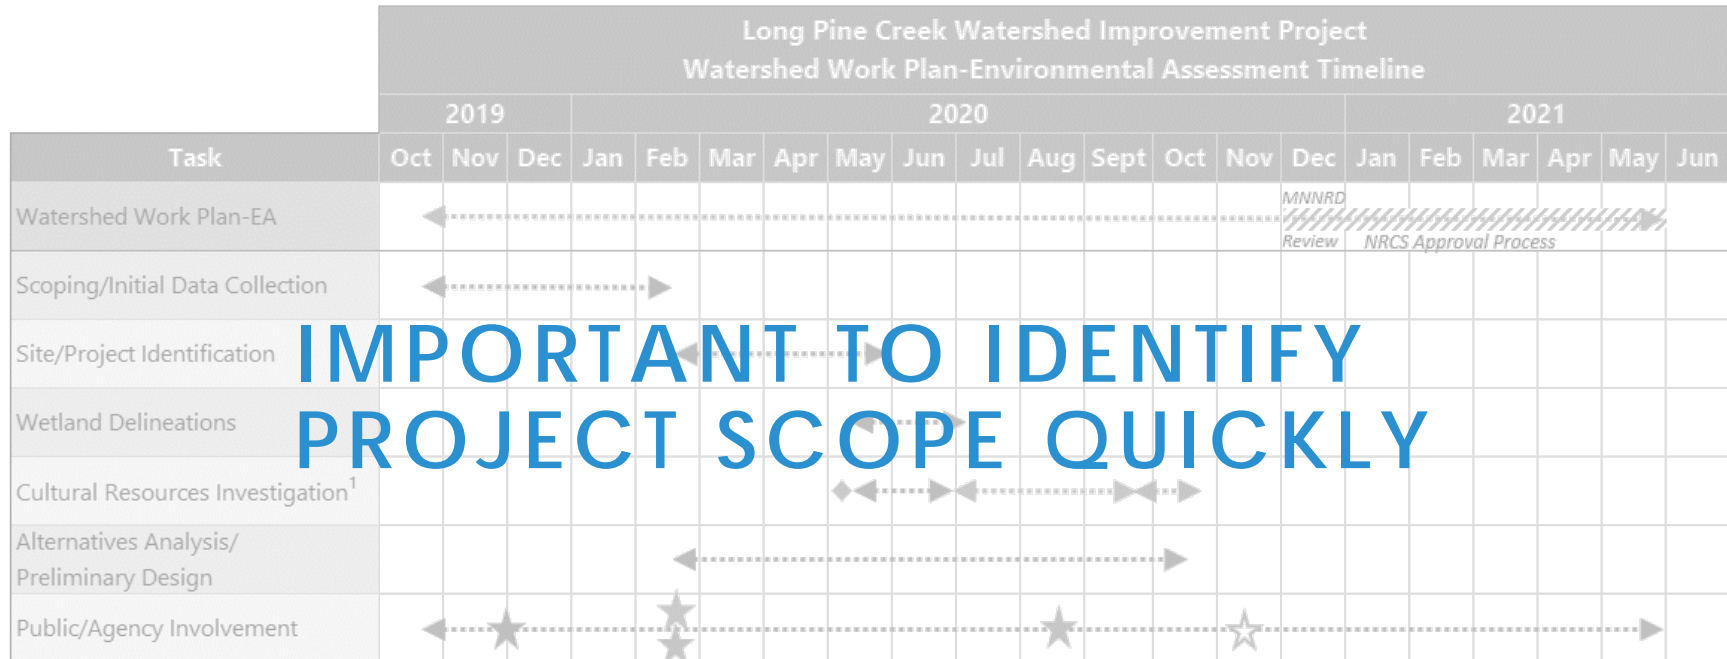 Long Pine Creek Watershed Improvement Project
Watershed Work Plan-Environmental Assessment Timeline
2019 2020 2021
Task Oct Nov Dec Jan Feb Mar Apr May Jun Jul Aug Sept Oct Nov Dec Jan Feb Mar Apr May Jun
Watershed Work Plan-EA
MNNRD
Review NRCS Approval Process
Scoping/Initial Data Collection
Site/Project Identification
IMPORTANT TO IDENTIFY
PROJECT SCOPE QUICKLY
Wetland Delineations
Cultural Resources Investigation¹
Alternatives Analysis/
Preliminary Design
Public/Agency Involvement